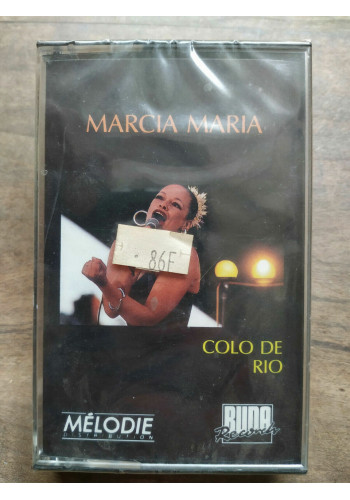 MARCIA MARIA
86F
COLO DE
RIO
MÉLODIE
DISTRIBUTION
BUDA
Records